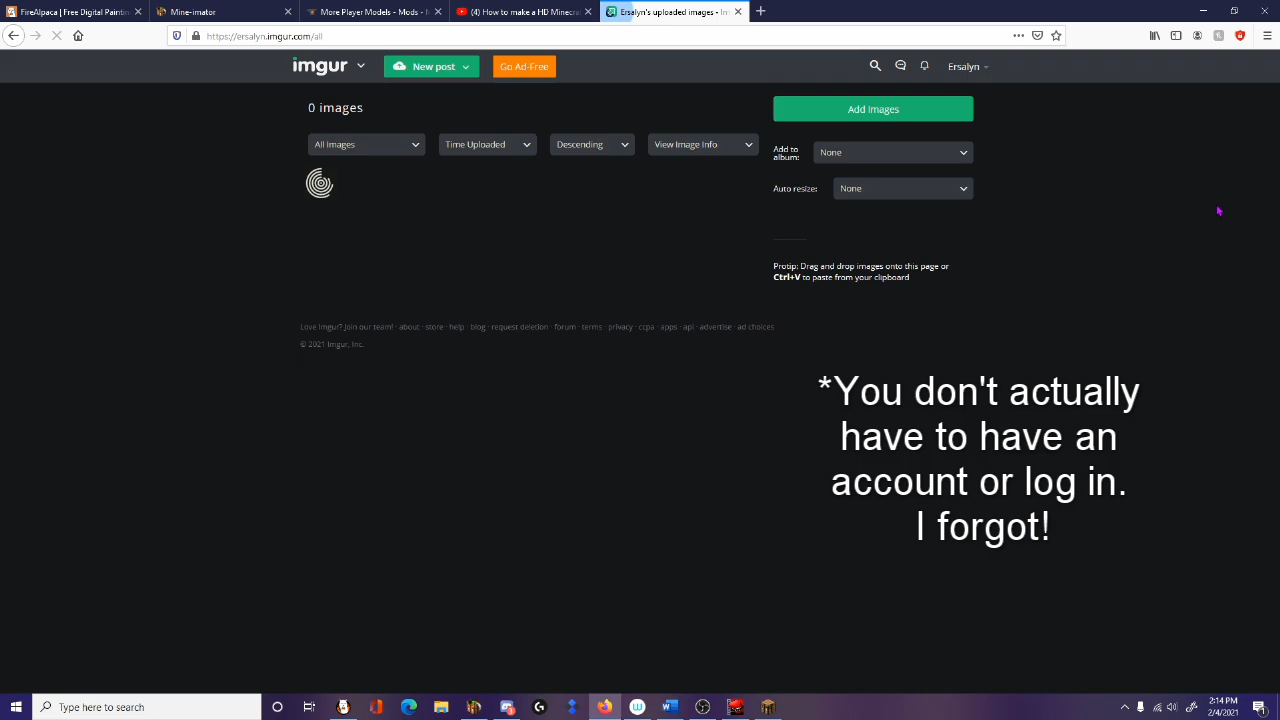 FireAlpaca | Free Digital Paintin
Mine-imator
More Player Models - Mods - M
(4) How to make a HD Minecra
Ersalyn's uploaded images - Im
https://ersalyn.imgur.com/all
imgur
New post
Go Ad-Free
Ersalyn
0 images
Add Images
All Images
Time Uploaded
Descending
View Image Info
Add to album:
None
Auto resize:
None
Protip: Drag and drop images onto this page or
Ctrl+V to paste from your clipboard
Love Imgur? Join our team! · about · store · help · blog · request deletion · forum · terms · privacy · ccpa · apps · api · advertise · ad choices
© 2021 Imgur, Inc.
*You don't actually
have to have an
account or log in.
I forgot!
Type here to search
2:14 PM
2/4/2021